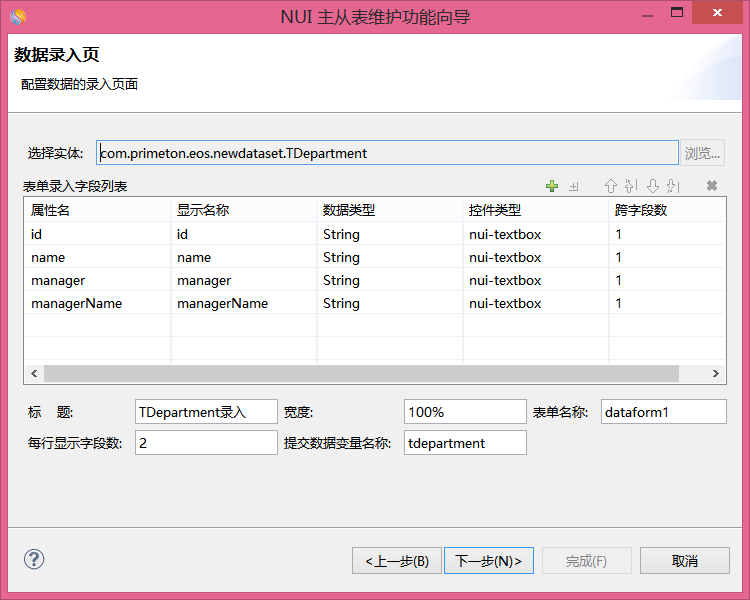 NUI 主从表维护功能向导
数据录入页
配置数据的录入页面
选择实体: com.primeton.eos.newdataset.TDepartment 浏览...
表单录入字段列表
属性名 显示名称 数据类型 控件类型 跨字段数
id id String nui-textbox 1
name name String nui-textbox 1
manager manager String nui-textbox 1
managerName managerName String nui-textbox 1
标 题: TDepartment录入 宽度: 100% 表单名称: dataform1
每行显示字段数: 2 提交数据变量名称: tdepartment
<上一步(B) 下一步(N)> 完成(F) 取消